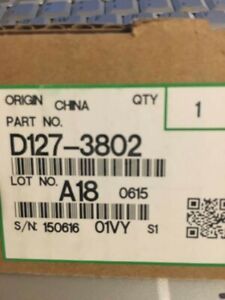 ORIGIN CHINA QTY 1
PART NO.
D127-3802
LOT NO. A18 0615
S/N: 150616 01VY S1